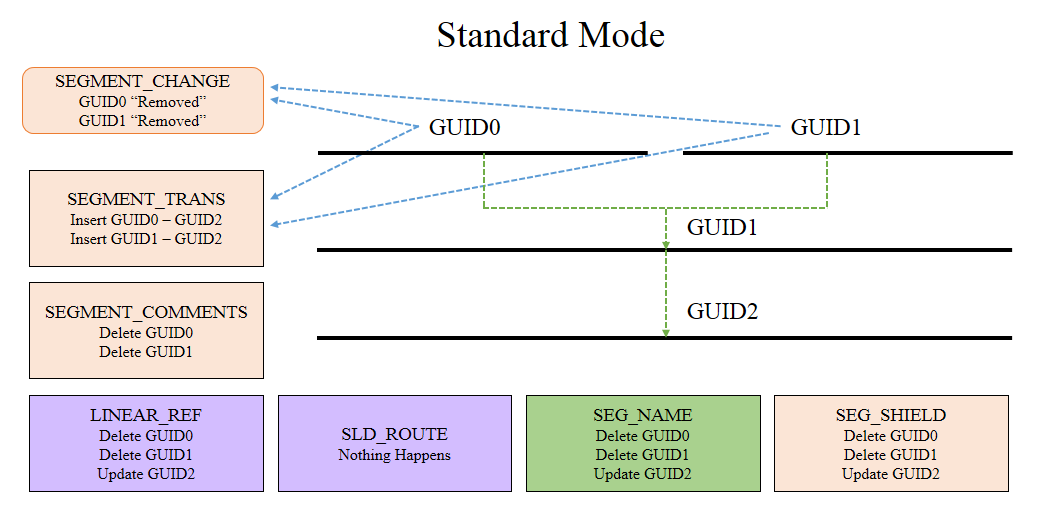 Standard Mode
SEGMENT_CHANGE
GUID0 “Removed”
GUID1 “Removed”
GUID0
GUID1
SEGMENT_TRANS
Insert GUID0 – GUID2
Insert GUID1 – GUID2
GUID1
SEGMENT_COMMENTS
Delete GUID0
Delete GUID1
GUID2
LINEAR_REF
Delete GUID0
Delete GUID1
Update GUID2
SLD_ROUTE
Nothing Happens
SEG_NAME
Delete GUID0
Delete GUID1
Update GUID2
SEG_SHIELD
Delete GUID0
Delete GUID1
Update GUID2